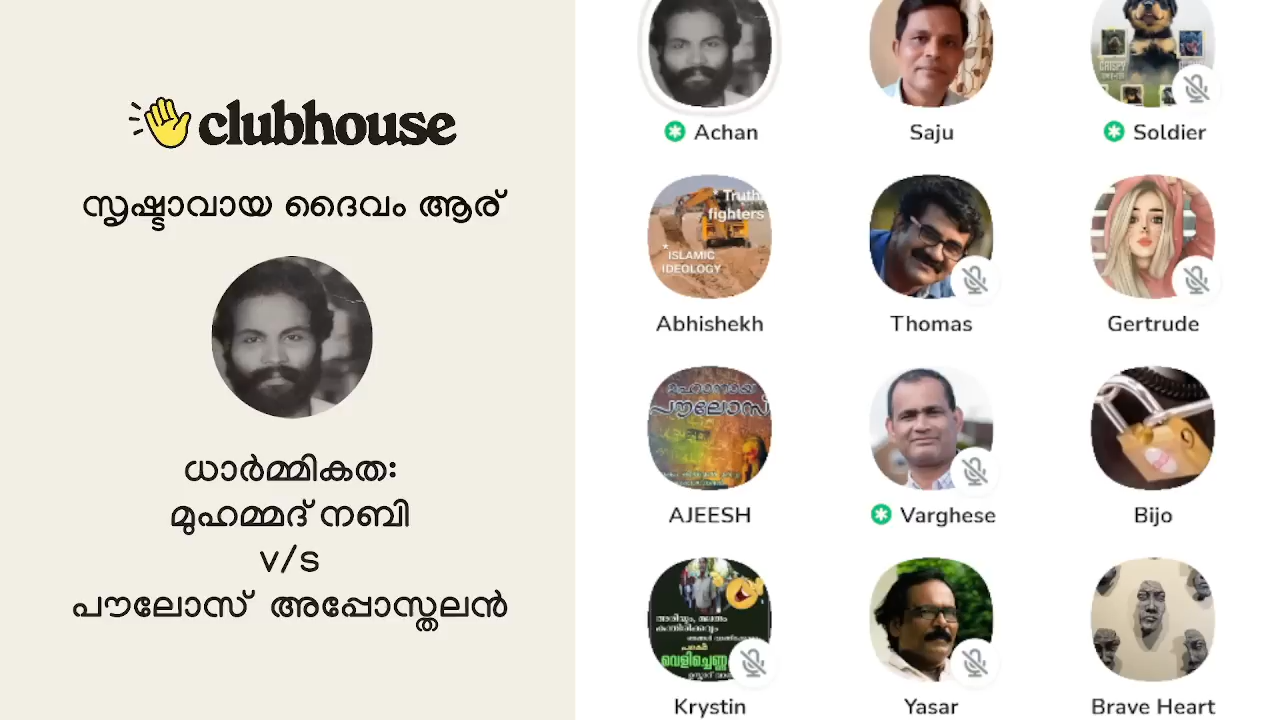 clubhouse
സൃഷ്ടാവായ ദൈവം ആര്
ധാർമ്മികത:
മുഹമ്മദ് നബി
v/s
പൗലോസ് അപ്പോസ്തലൻ
Achan
Saju
Soldier
* Truth
fighters
* ISLAMIC
IDEOLOGY
Abhishekh
Thomas
Gertrude
മഹാനായ
പൗലോസ്
AJEESH
Varghese
Bijo
വെളിച്ചെണ്ണ
Krystin
Yasar
Brave Heart